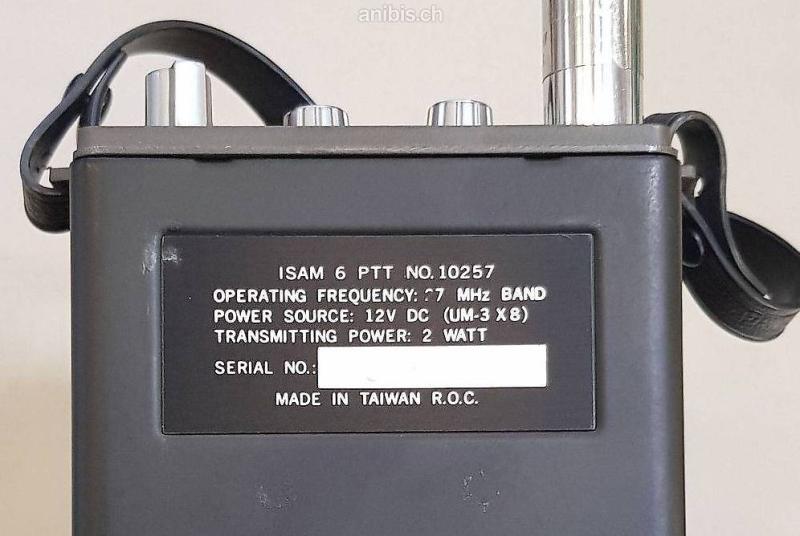 anibis.ch
ISAM 6 PTT NO. 10257
OPERATING FREQUENCY: 7 MHz BAND
POWER SOURCE: 12V DC (UM-3 X 8)
TRANSMITTING POWER: 2 WATT
SERIAL NO.:
MADE IN TAIWAN R.O.C.